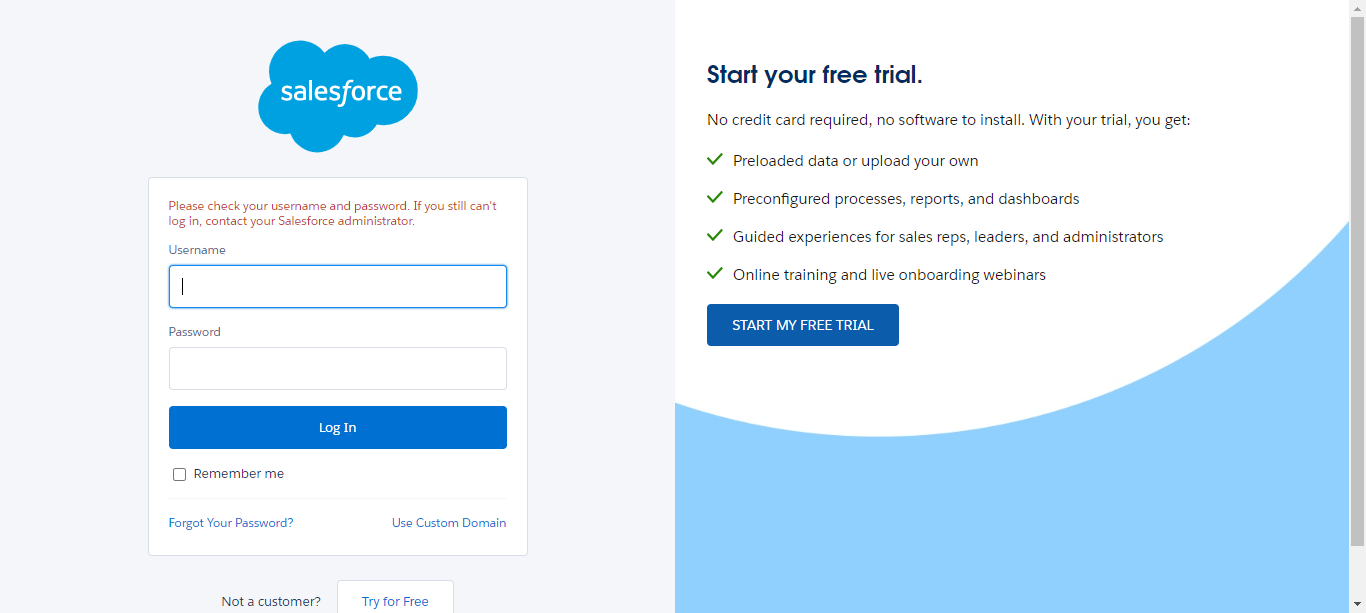 salesforce
Please check your username and password. If you still can't
log in, contact your Salesforce administrator.
Username
Password
Log In
Remember me
Forgot Your Password?
Use Custom Domain
Not a customer?
Try for Free
Start your free trial.
No credit card required, no software to install. With your trial, you get:
Preloaded data or upload your own
Preconfigured processes, reports, and dashboards
Guided experiences for sales reps, leaders, and administrators
Online training and live onboarding webinars
START MY FREE TRIAL